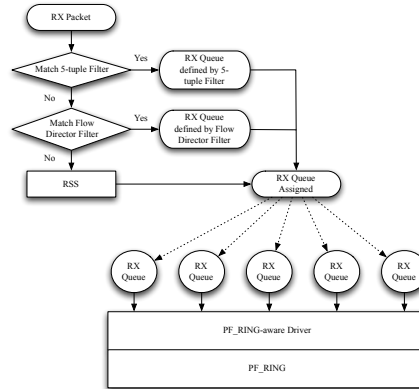 RX Packet
Match 5-tuple Filter
Yes
RX Queue
defined by 5-
tuple Filter
No
Match Flow
Director Filter
Yes
RX Queue
defined by Flow
Director Filter
No
RSS
RX Queue
Assigned
RX
Queue
RX
Queue
RX
Queue
RX
Queue
RX
Queue
PF_RING-aware Driver
PF_RING